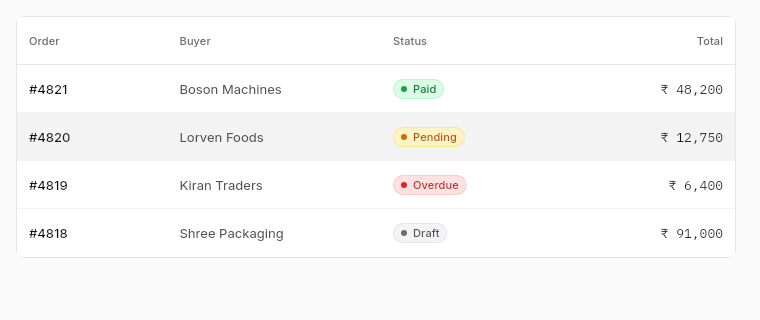 Order Buyer Status Total
#4821 Boson Machines Paid ₹ 48,200
#4820 Lorven Foods Pending ₹ 12,750
#4819 Kiran Traders Overdue ₹ 6,400
#4818 Shree Packaging Draft ₹ 91,000